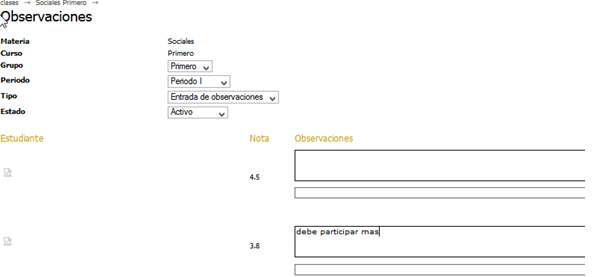 clases → Sociales Primero →
Observaciones
Materia Sociales
Curso Primero
Grupo Primero
Periodo Periodo I
Tipo Entrada de observaciones
Estado Activo
Estudiante Nota Observaciones
4.5
debe participar mas
3.8